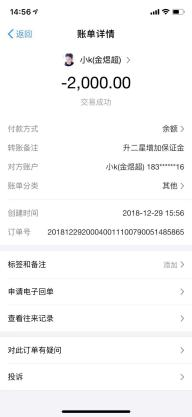 14:56
返回
账单详情
小k(金煜超)
-2,000.00
交易成功
付款方式 余额
转账备注 升二星增加保证金
对方账户 小k(金煜超) 183******16
账单分类 其他
创建时间 2018-12-29 15:56
订单号 20181229200040011100790051485865
标签和备注 添加
申请电子回单
查看往来记录
对此订单有疑问
投诉